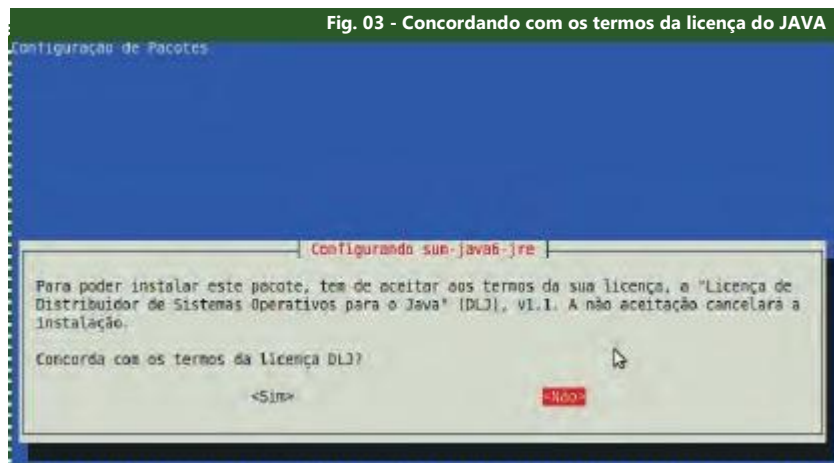 Fig. 03 - Concordando com os termos da licença do JAVA
Configuração de Pacotes
Configurando sun-java6-jre
Para poder instalar este pacote, tem de aceitar aos termos da sua licença, a "Licença de
Distribuidor de Sistemas Operativos para o Java" (DLJ), v1.1. A não aceitação cancelará a
instalação.
Concorda com os termos da licença DLJ?
<Sim> <Não>